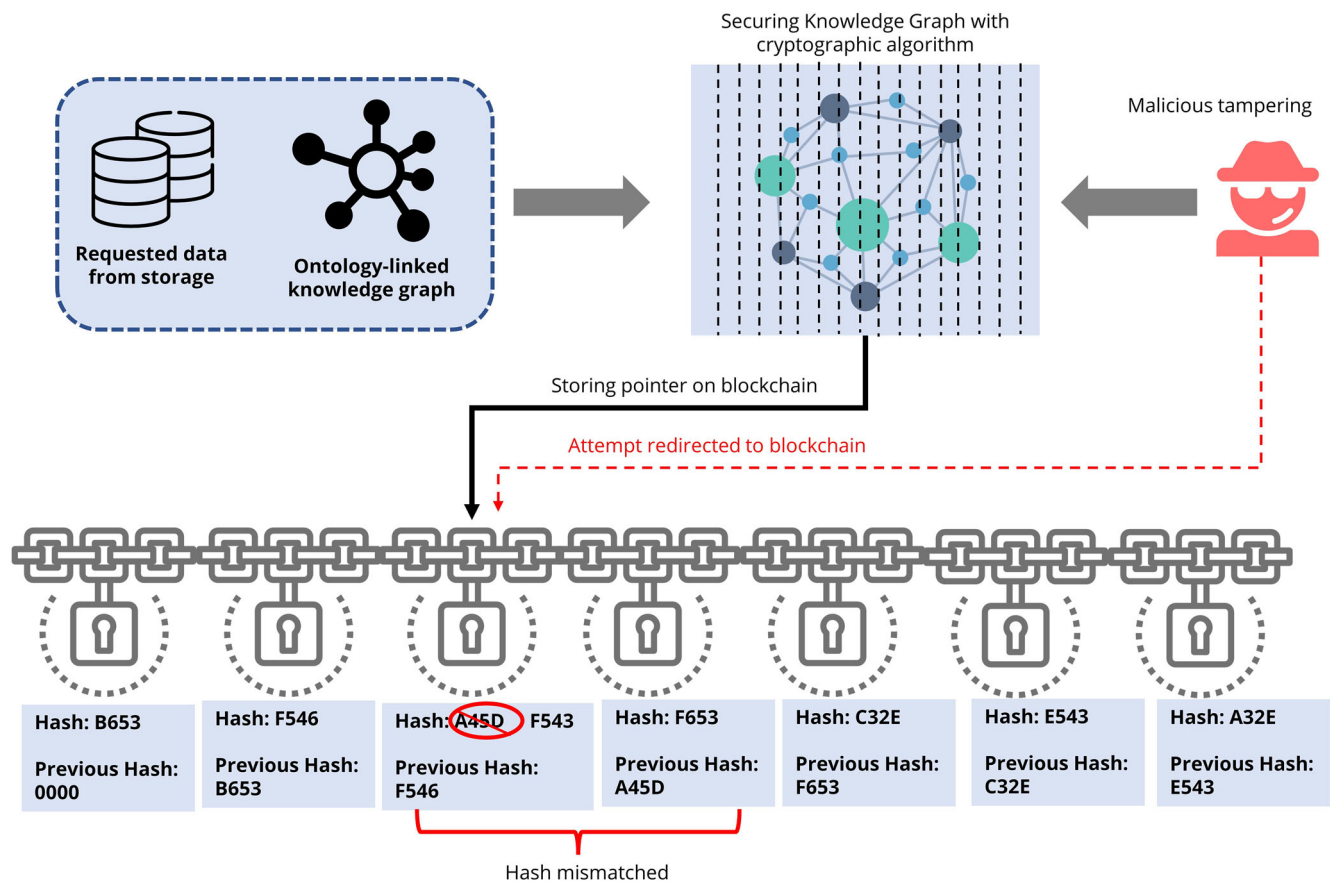 Securing Knowledge Graph with
cryptographic algorithm
Malicious tampering
Requested data
from storage
Ontology-linked
knowledge graph
Storing pointer on blockchain
Attempt redirected to blockchain
Hash: B653
Previous Hash:
0000
Hash: F546
Previous Hash:
B653
Hash: A45D F543
Previous Hash:
F546
Hash: F653
Previous Hash:
A45D
Hash: C32E
Previous Hash:
F653
Hash: E543
Previous Hash:
C32E
Hash: A32E
Previous Hash:
E543
Hash mismatched